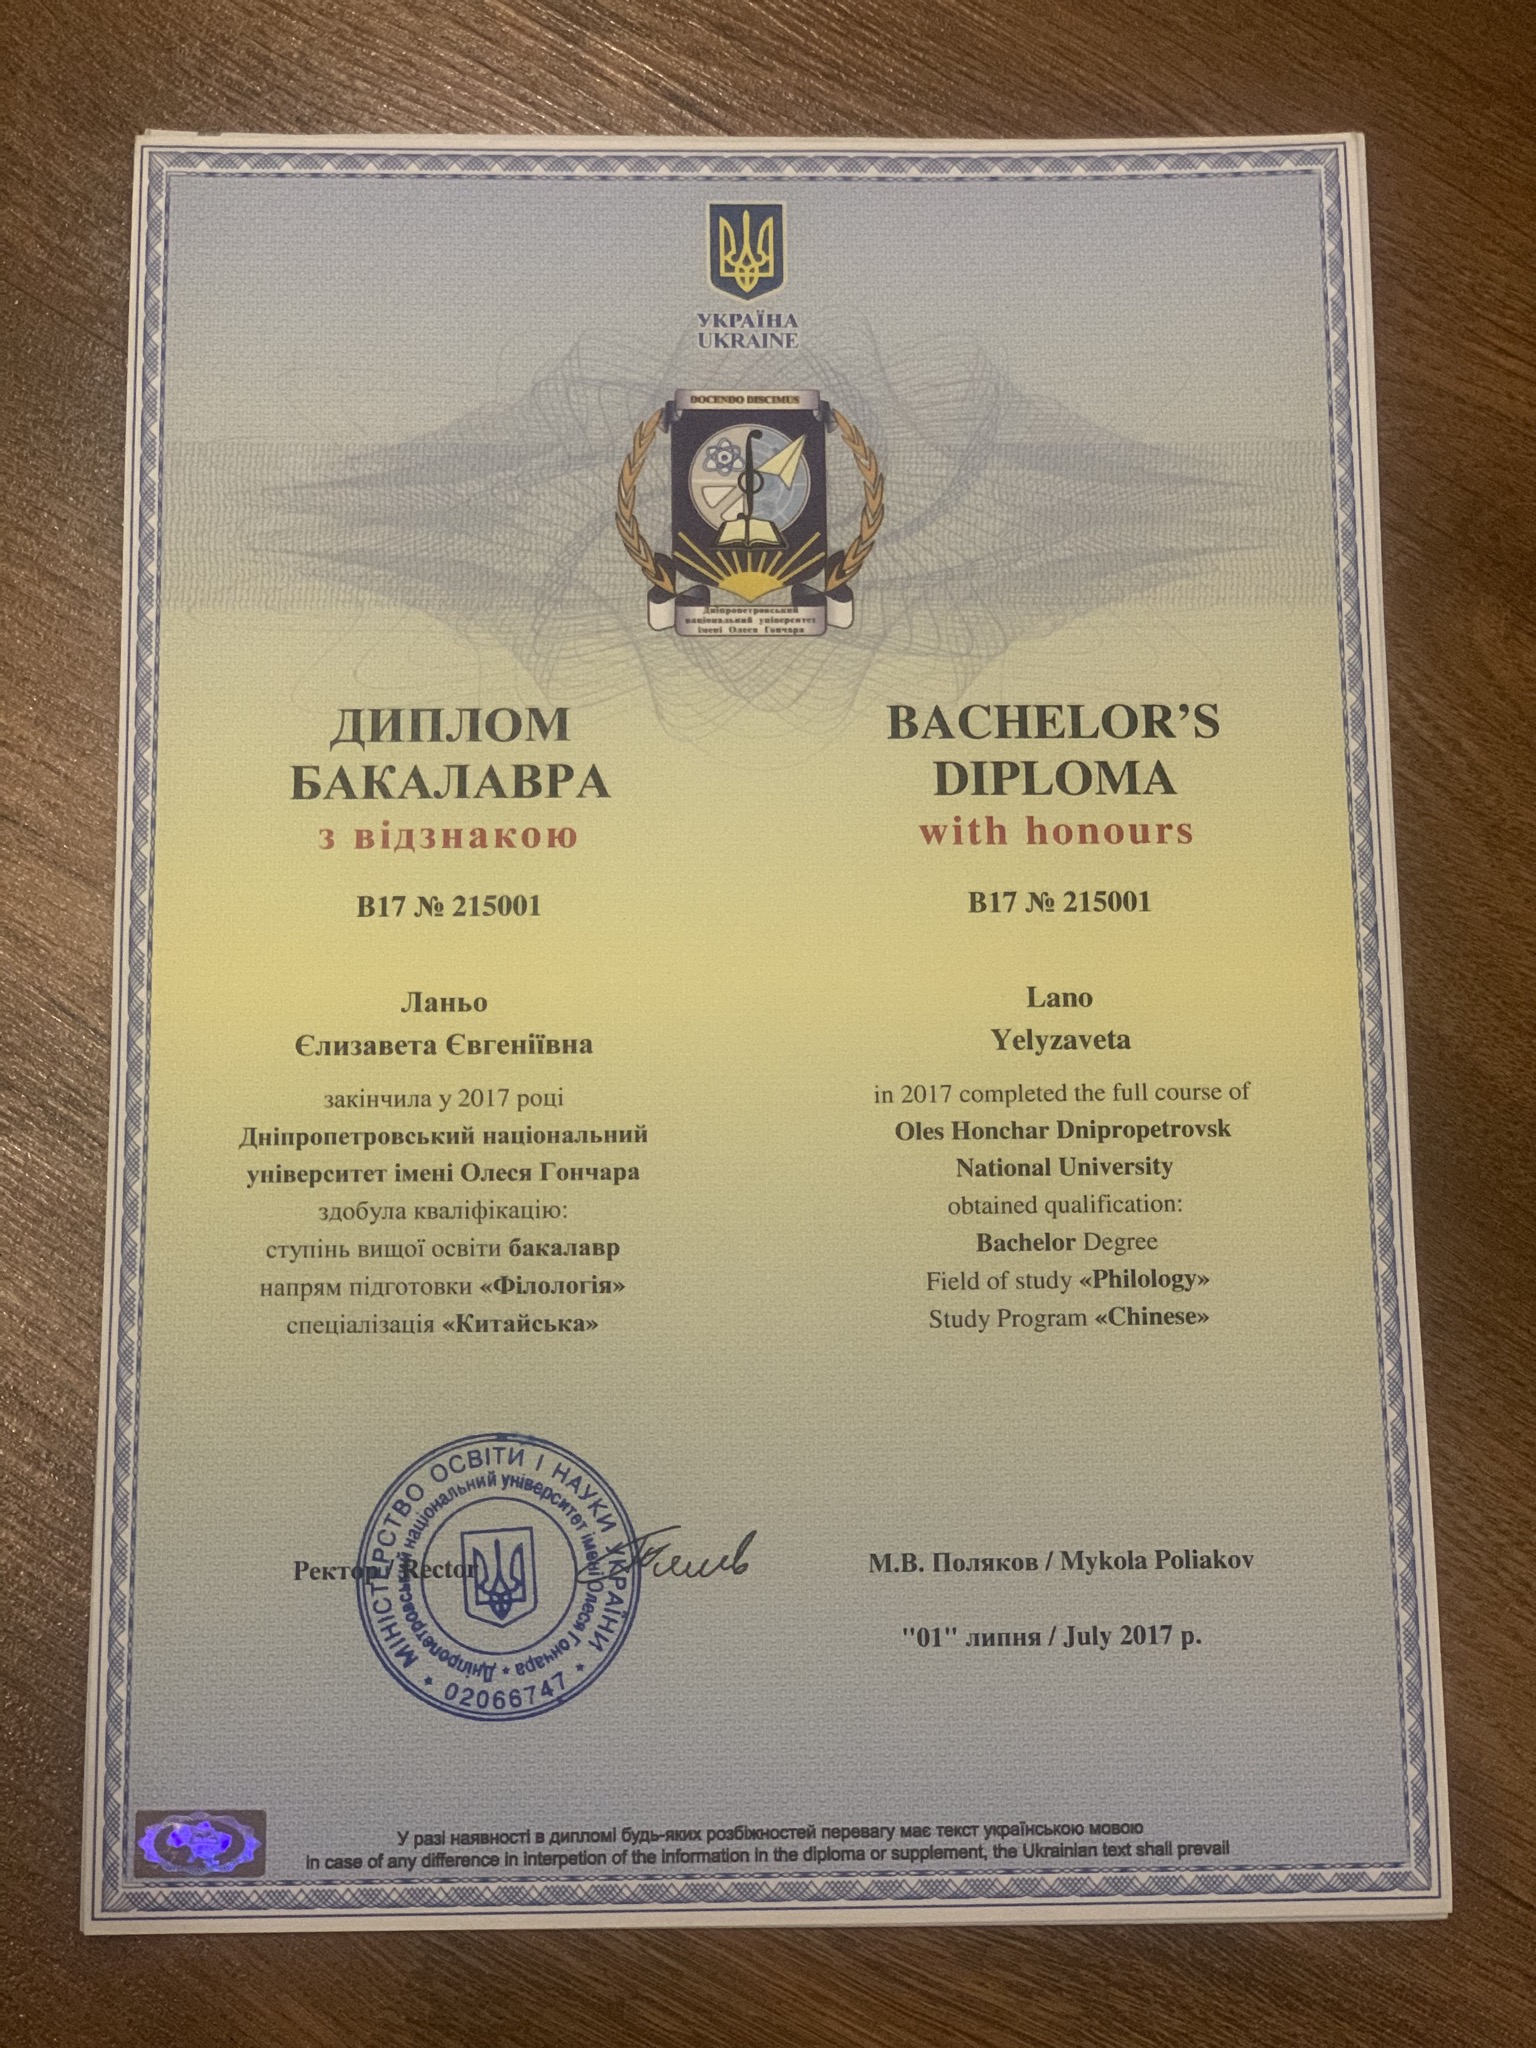 УКРАЇНА
UKRAINE
DOCENDO DISCIMUS
Дніпропетровський
національний університет
імені Олеся Гончара
ДИПЛОМ
БАКАЛАВРА
з відзнакою
B17 № 215001
Ланьо
Єлизавета Євгеніївна
закінчила у 2017 році
Дніпропетровський національний
університет імені Олеся Гончара
здобула кваліфікацію:
ступінь вищої освіти бакалавр
напрям підготовки «Філологія»
спеціалізація «Китайська»
BACHELOR'S
DIPLOMA
with honours
B17 № 215001
Lano
Yelyzaveta
in 2017 completed the full course of
Oles Honchar Dnipropetrovsk
National University
obtained qualification:
Bachelor Degree
Field of study «Philology»
Study Program «Chinese»
Ректор / Rector
МІНІСТЕРСТВО ОСВІТИ І НАУКИ УКРАЇНИ
Дніпропетровський національний університет імені Олеся Гончара
02066747
М.В. Поляков / Mykola Poliakov
"01" липня / July 2017 р.
У разі наявності в дипломі будь-яких розбіжностей перевагу має текст українською мовою
In case of any difference in interpetion of the information in the diploma or supplement, the Ukrainian text shall prevail